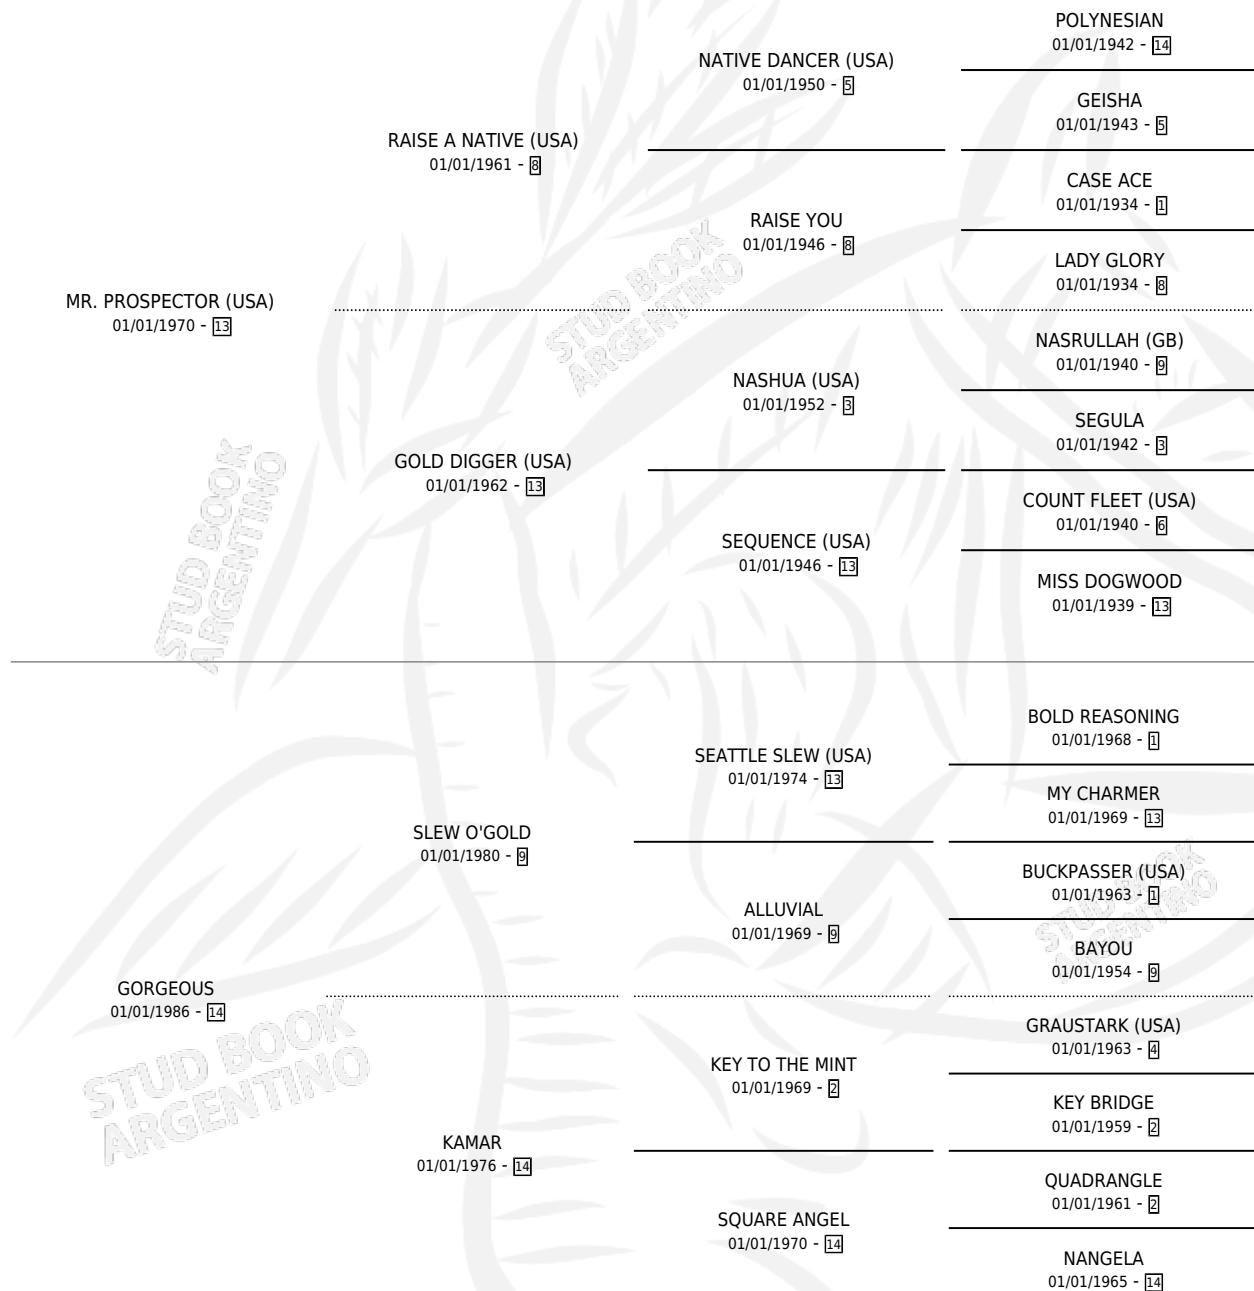 POLYNESIAN
01/01/1942 - 14
NATIVE DANCER (USA)
01/01/1950 - 5
GEISHA
01/01/1943 - 5
RAISE A NATIVE (USA)
01/01/1961 - 8
CASE ACE
01/01/1934 - 1
RAISE YOU
01/01/1946 - 8
LADY GLORY
01/01/1934 - 8
MR. PROSPECTOR (USA)
01/01/1970 - 13
NASRULLAH (GB)
01/01/1940 - 9
NASHUA (USA)
01/01/1952 - 3
SEGULA
01/01/1942 - 3
GOLD DIGGER (USA)
01/01/1962 - 13
COUNT FLEET (USA)
01/01/1940 - 6
SEQUENCE (USA)
01/01/1946 - 13
MISS DOGWOOD
01/01/1939 - 13
BOLD REASONING
01/01/1968 - 1
SEATTLE SLEW (USA)
01/01/1974 - 13
MY CHARMER
01/01/1969 - 13
SLEW O'GOLD
01/01/1980 - 9
BUCKPASSER (USA)
01/01/1963 - 1
ALLUVIAL
01/01/1969 - 9
BAYOU
01/01/1954 - 9
GORGEOUS
01/01/1986 - 14
GRAUSTARK (USA)
01/01/1963 - 4
KEY TO THE MINT
01/01/1969 - 2
KEY BRIDGE
01/01/1959 - 2
KAMAR
01/01/1976 - 14
QUADRANGLE
01/01/1961 - 2
SQUARE ANGEL
01/01/1970 - 14
NANGELA
01/01/1965 - 14
STUD BOOK
ARGENTINO
STUD BOOK
ARGENTINO
STUD BOOK
ARGENTINO
STUD BOOK
ARGENTINO